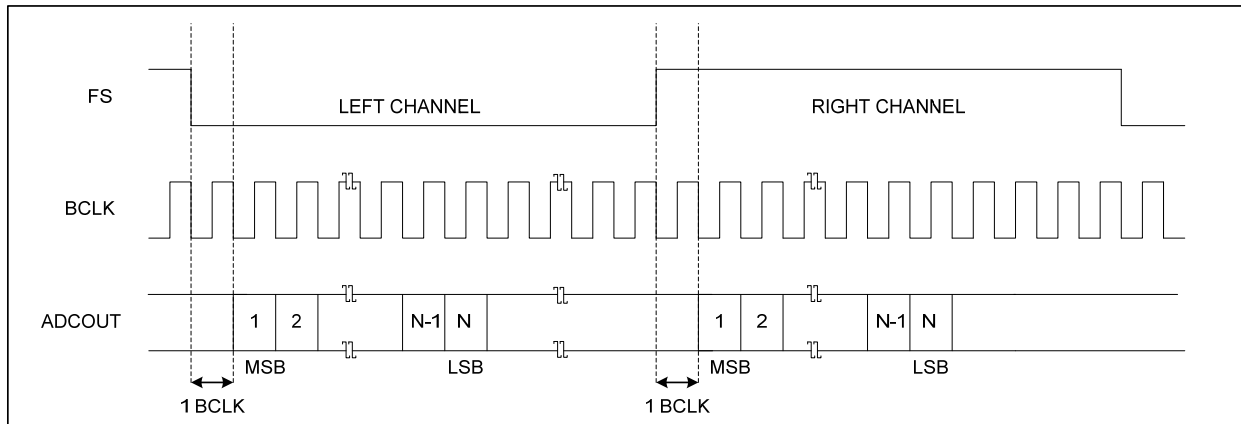 FS
LEFT CHANNEL
RIGHT CHANNEL
BCLK
ADCOUT
1 2 N-1 N 1 2 N-1 N
MSB LSB MSB LSB
1 BCLK 1 BCLK